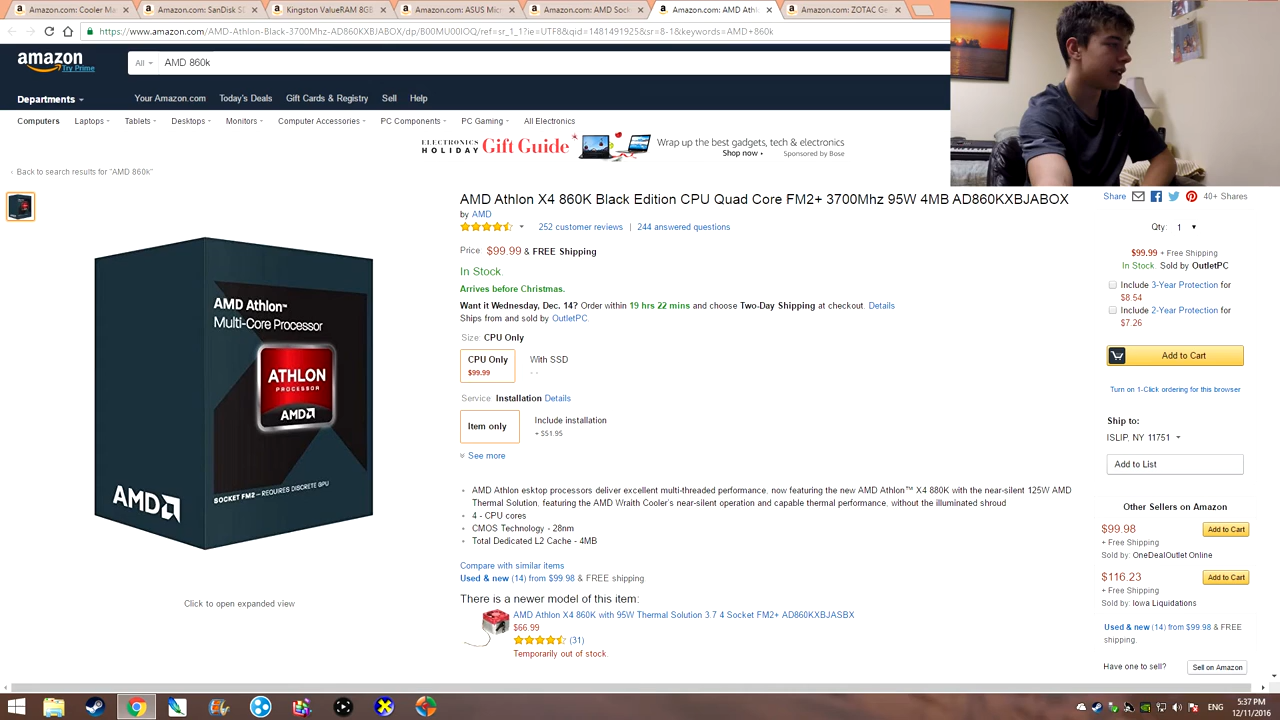 Amazon.com: Cooler Ma
Amazon.com: SanDisk S
Kingston ValueRAM 8GB
Amazon.com: ASUS Micr
Amazon.com: AMD Sock
Amazon.com: AMD Ath
Amazon.com: ZOTAC Ge
https://www.amazon.com/AMD-Athlon-Black-3700Mhz-AD860KXBJABOX/dp/B00MU00IOQ/ref=sr_1_1?ie=UTF8&qid=1481491925&sr=8-1&keywords=AMD+860k
amazon
Try Prime
All
AMD 860k
Departments
Your Amazon.com Today's Deals Gift Cards & Registry Sell Help
Computers Laptops Tablets Desktops Monitors Computer Accessories PC Components PC Gaming All Electronics
ELECTRONICS HOLIDAY Gift Guide
Wrap up the best gadgets, tech & electronics
Shop now Sponsored by Bose
‹ Back to search results for "AMD 860k"
AMD Athlon X4 860K Black Edition CPU Quad Core FM2+ 3700Mhz 95W 4MB AD860KXBJABOX
by AMD
252 customer reviews | 244 answered questions
Price $99.99 & FREE Shipping
In Stock.
Arrives before Christmas.
Want it Wednesday, Dec. 14? Order within 19 hrs 22 mins and choose Two-Day Shipping at checkout. Details
Ships from and sold by OutletPC.
Size: CPU Only
CPU Only
$99.99
With SSD
- -
Service: Installation Details
Item only
Include installation
+ $51.95
See more
• AMD Athlon esktop processors deliver excellent multi-threaded performance, now featuring the new AMD Athlon™ X4 880K with the near-silent 125W AMD
Thermal Solution, featuring the AMD Wraith Cooler's near-silent operation and capable thermal performance, without the illuminated shroud
• 4 - CPU cores
• CMOS Technology - 28nm
• Total Dedicated L2 Cache - 4MB
Compare with similar items
Used & new (14) from $99.98 & FREE shipping.
There is a newer model of this item:
AMD Athlon X4 860K with 95W Thermal Solution 3.7 4 Socket FM2+ AD860KXBJASBX
$66.99
(31)
Temporarily out of stock.
AMD Athlon™
Multi-Core Processor
ATHLON
PROCESSOR
AMD
AMD
SOCKET FM2+ REQUIRES DISCRETE GPU
Click to open expanded view
Share 40+ Shares
Qty: 1
$99.99 + Free Shipping
In Stock. Sold by OutletPC
Include 3-Year Protection for
$8.54
Include 2-Year Protection for
$7.26
Add to Cart
Turn on 1-Click ordering for this browser
Ship to:
ISLIP, NY 11751
Add to List
Other Sellers on Amazon
$99.98
Add to Cart
+ Free Shipping
Sold by: OneDealOutlet Online
$116.23
Add to Cart
+ Free Shipping
Sold by: Iowa Liquidations
Used & new (14) from $99.98 & FREE
shipping.
Have one to sell?
Sell on Amazon
ENG
5:37 PM
12/11/2016